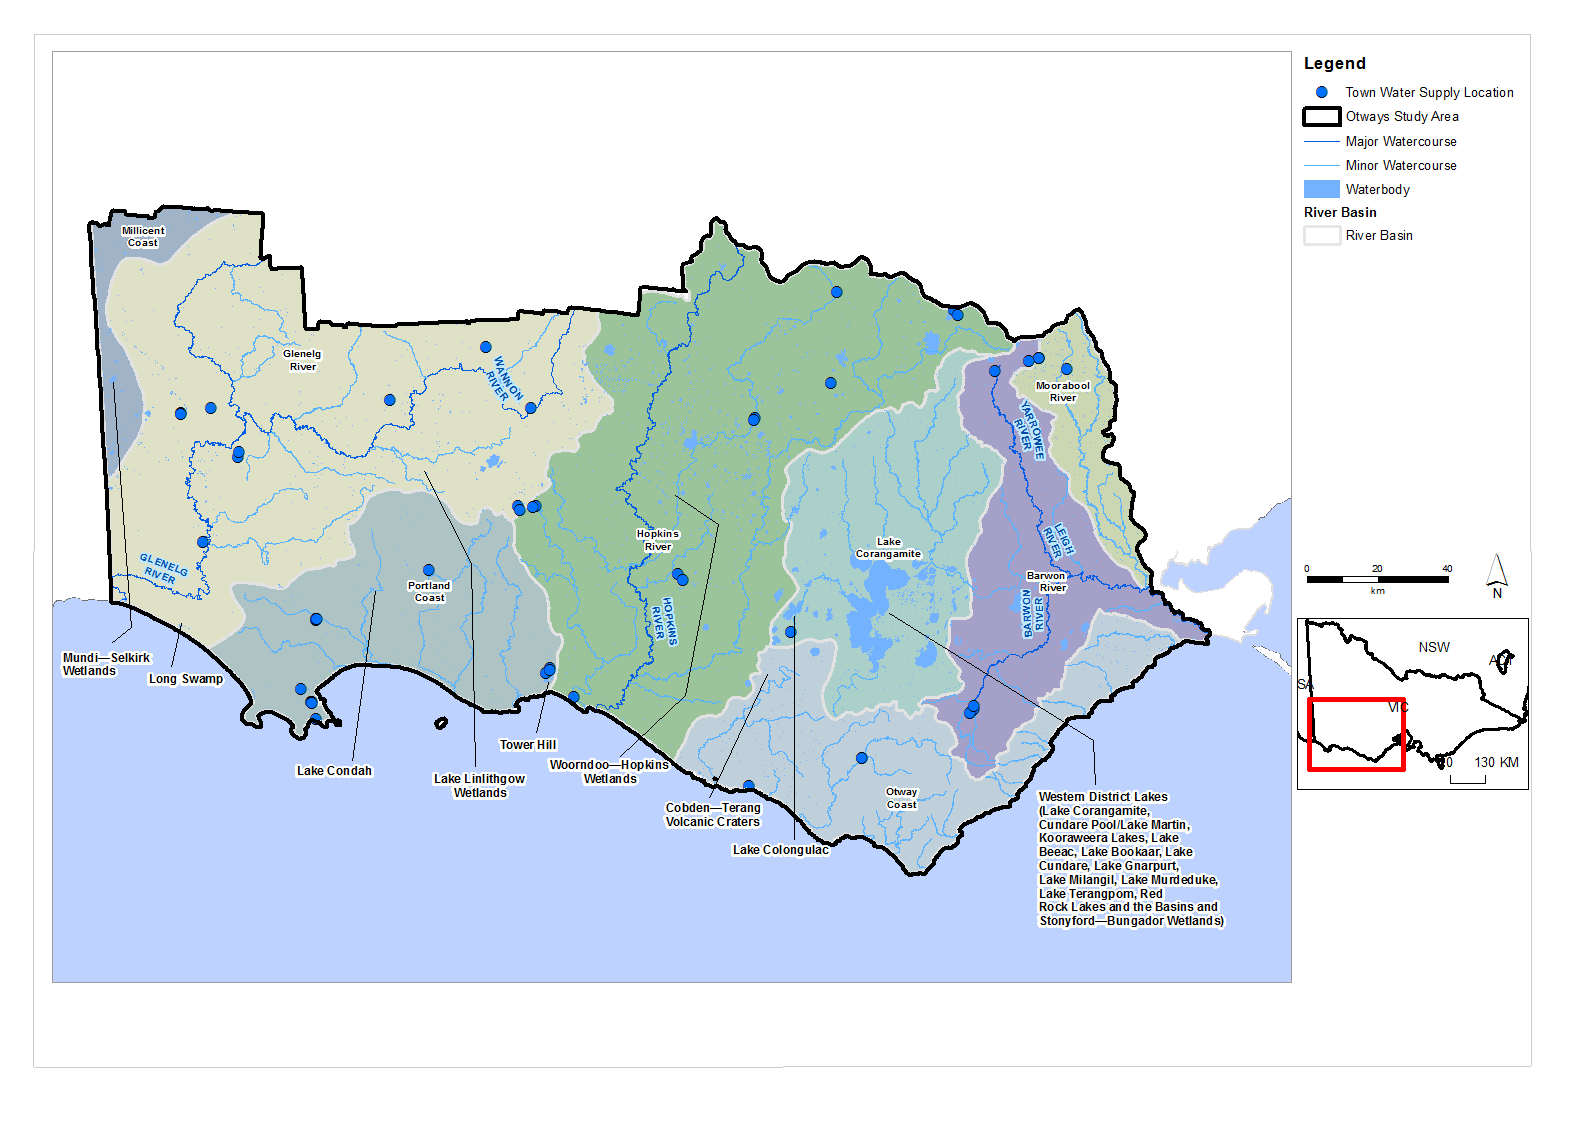 Legend
Town Water Supply Location
Otways Study Area
Major Watercourse
Minor Watercourse
Waterbody
River Basin
River Basin
Millicent
Coast
Glenelg
River
WANNON
RIVER
Moorabool
River
YARROWEE
RIVER
Hopkins
River
Lake
Corangamite
LEIGH
RIVER
GLENELG
RIVER
Portland
Coast
Barwon
River
HOPKINS
RIVER
BARWON
RIVER
Mundi—Selkirk
Wetlands
Long Swamp
Tower Hill
Lake Condah
Lake Linlithgow
Wetlands
Woorndoo—Hopkins
Wetlands
Otway
Coast
Cobden—Terang
Volcanic Craters
Lake Colongulac
Western District Lakes
(Lake Corangamite,
Cundare Pool/Lake Martin,
Kooraweera Lakes, Lake
Beeac, Lake Bookaar, Lake
Cundare, Lake Gnarpurt,
Lake Milangil, Lake Murdeduke,
Lake Terangpom, Red
Rock Lakes and the Basins and
Stonyford—Bungador Wetlands)
0 20 40
km
N
NSW
ACT
SA
VIC
0 130 KM